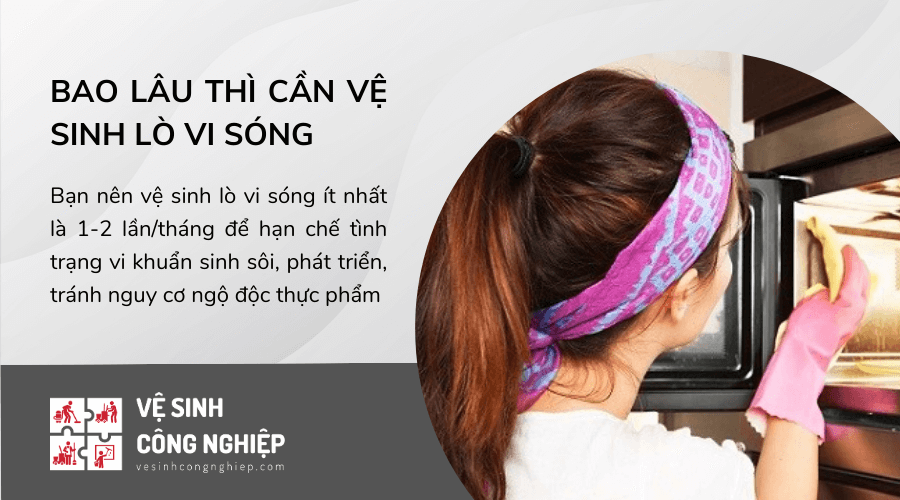 BAO LÂU THÌ CẦN VỆ
SINH LÒ VI SÓNG
Bạn nên vệ sinh lò vi sóng ít nhất
là 1-2 lần/tháng để hạn chế tình
trạng vi khuẩn sinh sôi, phát triển,
tránh nguy cơ ngộ độc thực phẩm
VỆ SINH
CÔNG NGHIỆP
vesinhcongnghiep.com